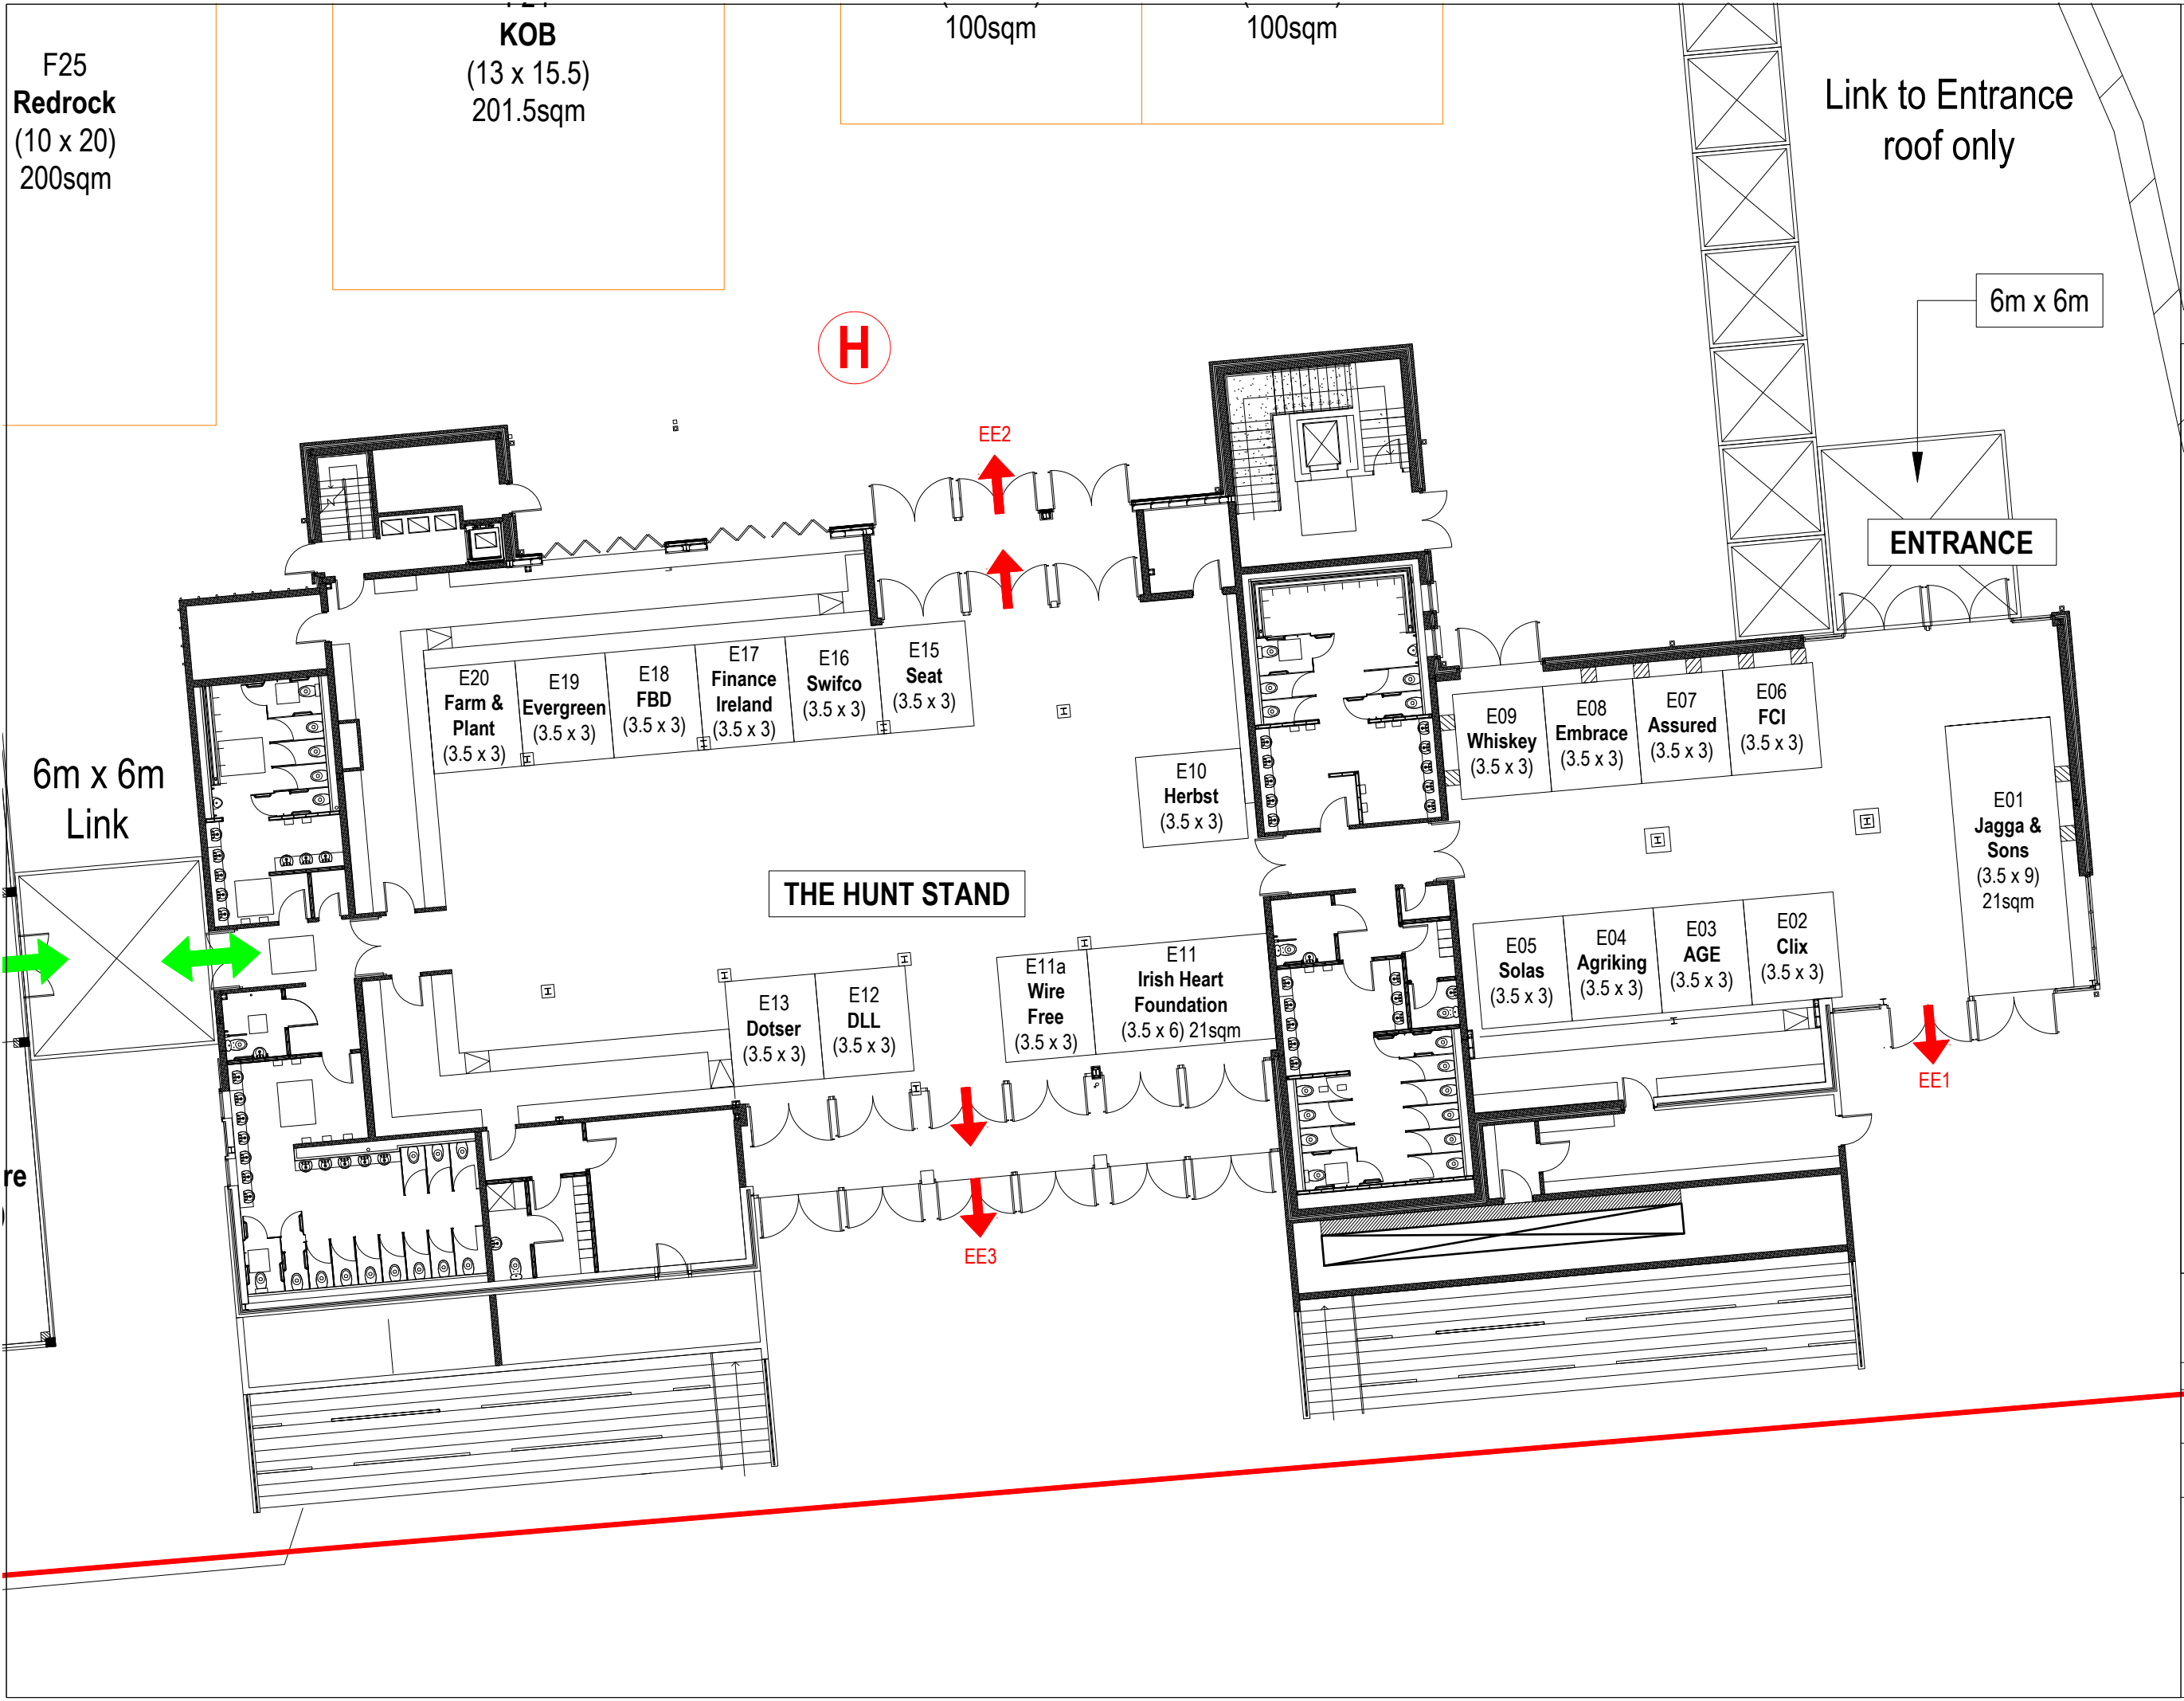 F25
Redrock
(10 x 20)
200sqm
KOB
(13 x 15.5)
201.5sqm
100sqm
100sqm
Link to Entrance
roof only
6m x 6m
H
EE2
ENTRANCE
E20
Farm &
Plant
(3.5 x 3)
E19
Evergreen
(3.5 x 3)
E18
FBD
(3.5 x 3)
E17
Finance
Ireland
(3.5 x 3)
E16
Swifco
(3.5 x 3)
E15
Seat
(3.5 x 3)
E10
Herbst
(3.5 x 3)
E09
Whiskey
(3.5 x 3)
E08
Embrace
(3.5 x 3)
E07
Assured
(3.5 x 3)
E06
FCI
(3.5 x 3)
E01
Jagga &
Sons
(3.5 x 9)
21sqm
6m x 6m
Link
THE HUNT STAND
E13
Dotser
(3.5 x 3)
E12
DLL
(3.5 x 3)
E11a
Wire
Free
(3.5 x 3)
E11
Irish Heart
Foundation
(3.5 x 6) 21sqm
E05
Solas
(3.5 x 3)
E04
Agriking
(3.5 x 3)
E03
AGE
(3.5 x 3)
E02
Clix
(3.5 x 3)
EE1
re
EE3